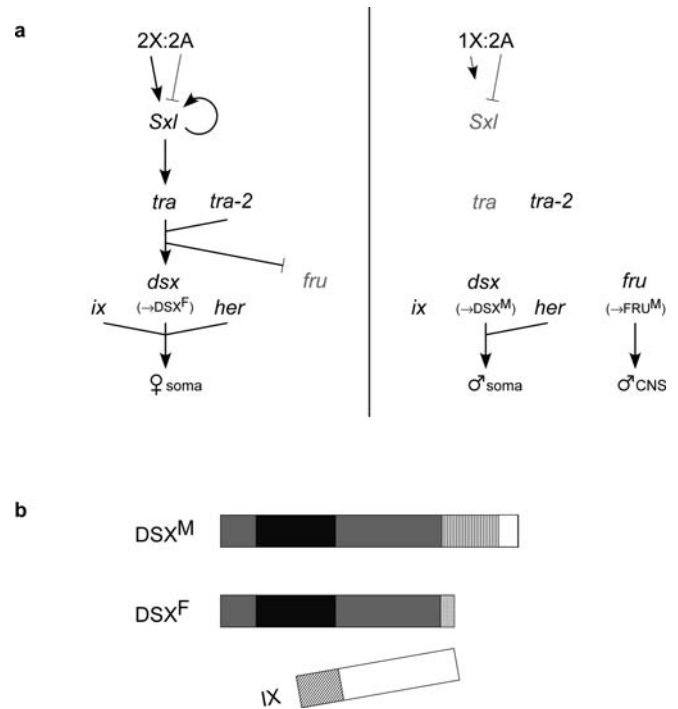 a
2X:2A 1X:2A
Sxl Sxl
tra tra-2 tra tra-2
dsx fru dsx fru
(→DSXF) (→DSXM) (→FRUM)
ix her ix her
♀ soma ♂ soma ♂ CNS
b
DSXM
DSXF
IX